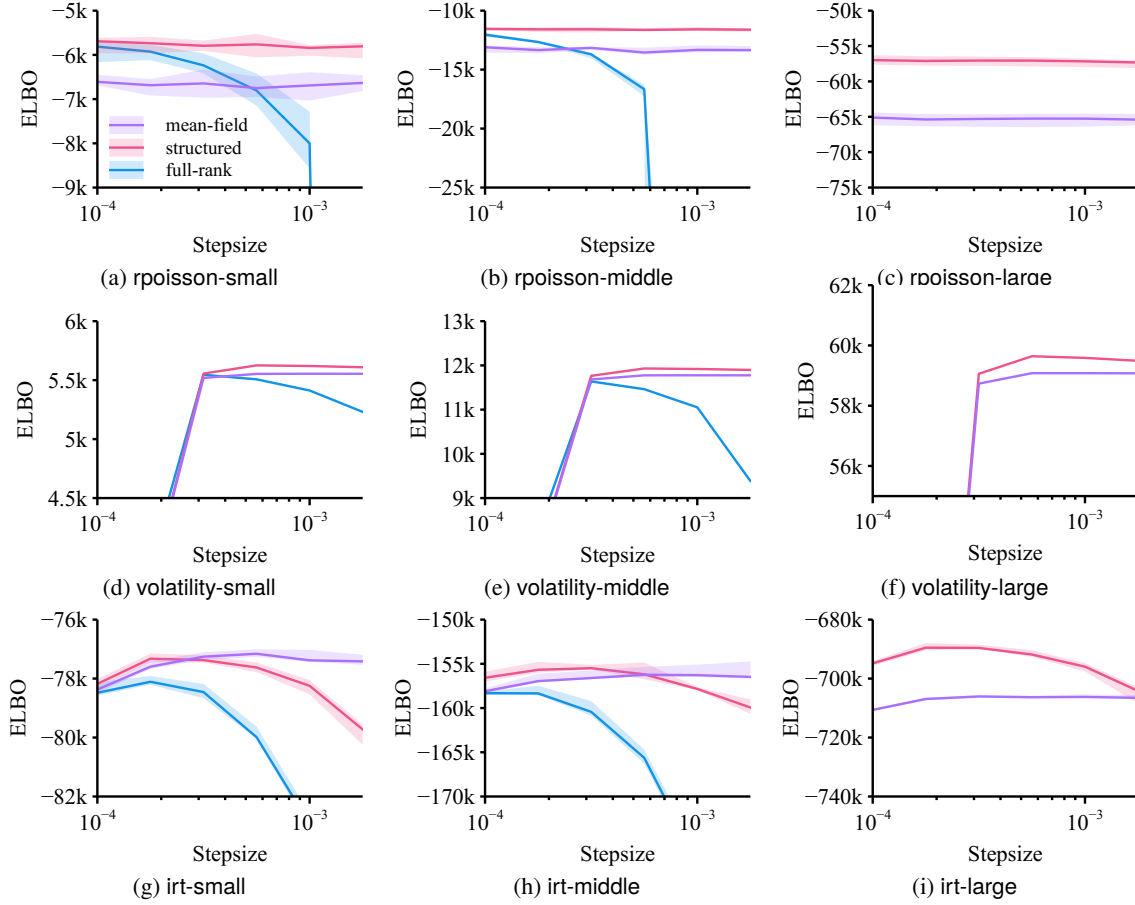 −5k
−6k
−7k
−8k
−9k
ELBO
mean-field
structured
full-rank
10⁻⁴
10⁻³
Stepsize
(a) rpoisson-small
−10k
−15k
−20k
−25k
ELBO
10⁻⁴
10⁻³
Stepsize
(b) rpoisson-middle
−50k
−55k
−60k
−65k
−70k
−75k
ELBO
10⁻⁴
10⁻³
Stepsize
(c) rpoisson-large
6k
5.5k
5k
4.5k
ELBO
10⁻⁴
10⁻³
Stepsize
(d) volatility-small
13k
12k
11k
10k
9k
ELBO
10⁻⁴
10⁻³
Stepsize
(e) volatility-middle
62k
60k
58k
56k
ELBO
10⁻⁴
10⁻³
Stepsize
(f) volatility-large
−76k
−78k
−80k
−82k
ELBO
10⁻⁴
10⁻³
Stepsize
(g) irt-small
−150k
−155k
−160k
−165k
−170k
ELBO
10⁻⁴
10⁻³
Stepsize
(h) irt-middle
−680k
−700k
−720k
−740k
ELBO
10⁻⁴
10⁻³
Stepsize
(i) irt-large